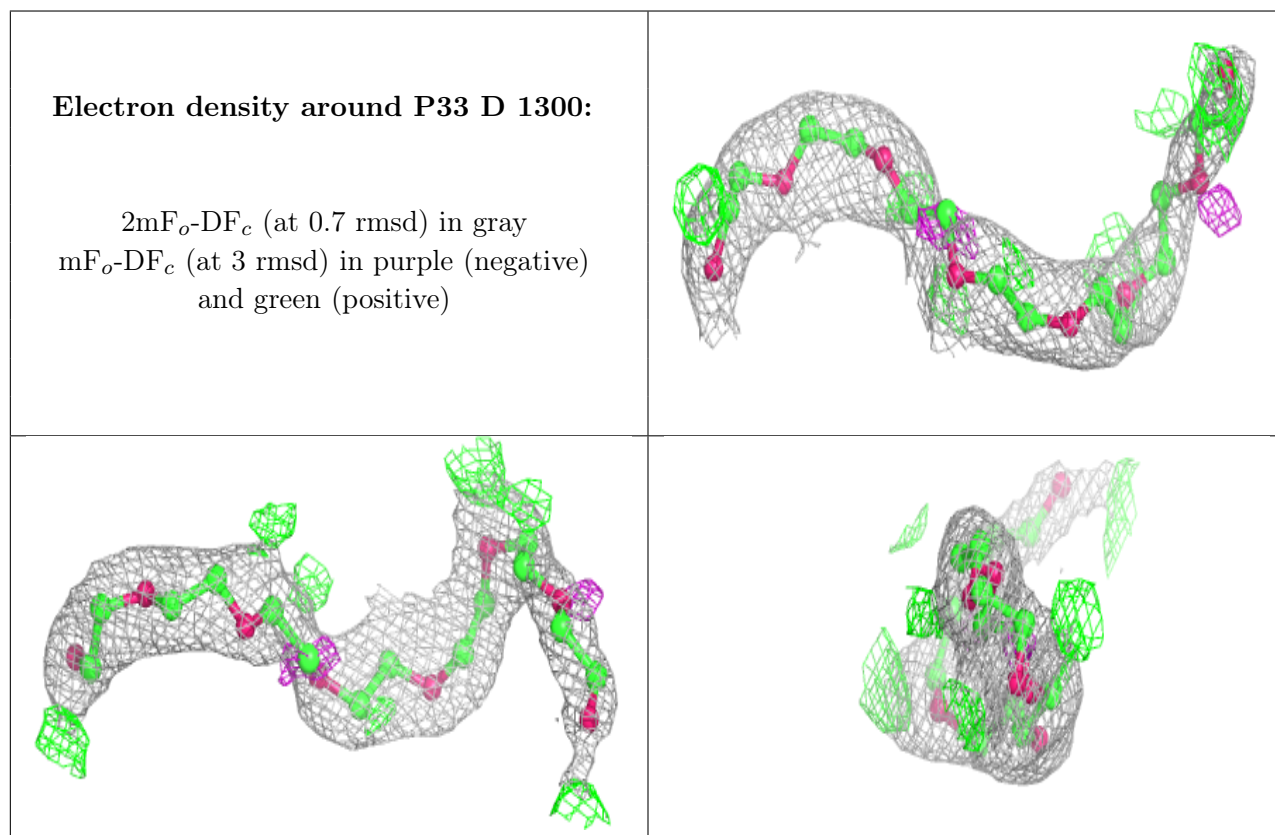 Electron density around P33 D 1300:
2mFₒ-DF𝒸 (at 0.7 rmsd) in gray
mFₒ-DF𝒸 (at 3 rmsd) in purple (negative)
and green (positive)